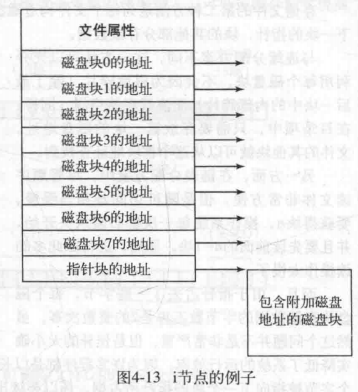 文件属性
磁盘块0的地址
磁盘块1的地址
磁盘块2的地址
磁盘块3的地址
磁盘块4的地址
磁盘块5的地址
磁盘块6的地址
磁盘块7的地址
指针块的地址
包含附加磁盘
地址的磁盘块
图4-13 i节点的例子